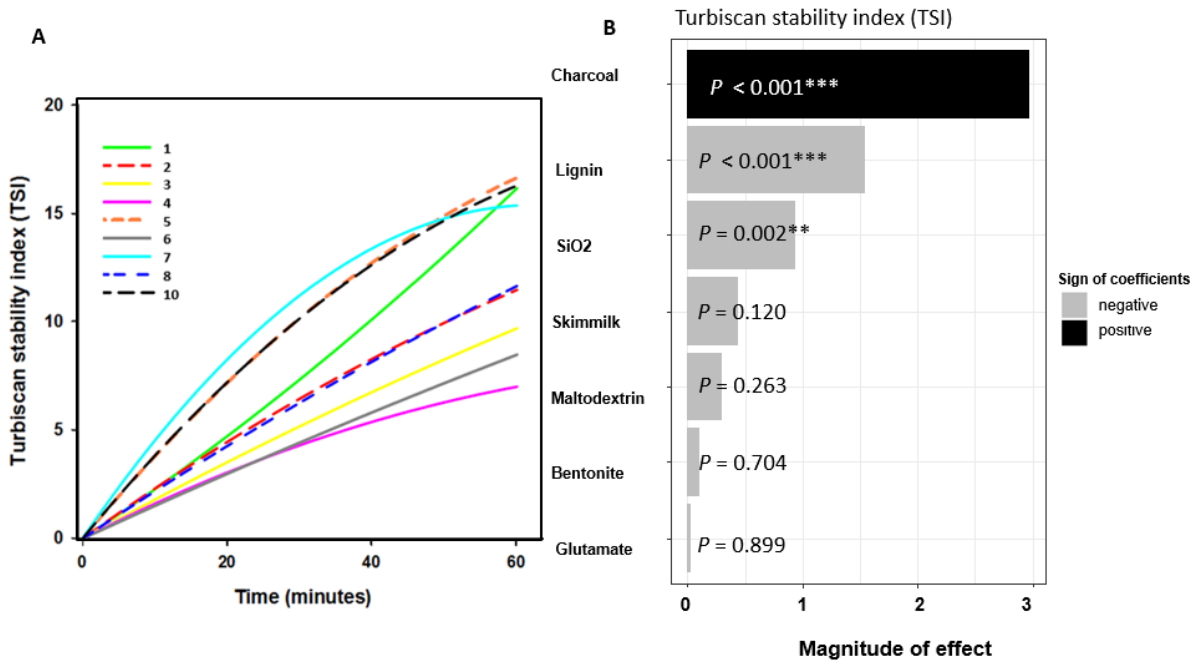 A
Turbiscan stability index (TSI)
20
15
10
5
0
1
2
3
4
5
6
7
8
10
0
20
40
60
Time (minutes)
B
Turbiscan stability index (TSI)
Charcoal
P < 0.001***
Lignin
P < 0.001***
SiO2
P = 0.002**
Skimmilk
P = 0.120
Maltodextrin
P = 0.263
Bentonite
P = 0.704
Glutamate
P = 0.899
0
1
2
3
Magnitude of effect
Sign of coefficients
negative
positive